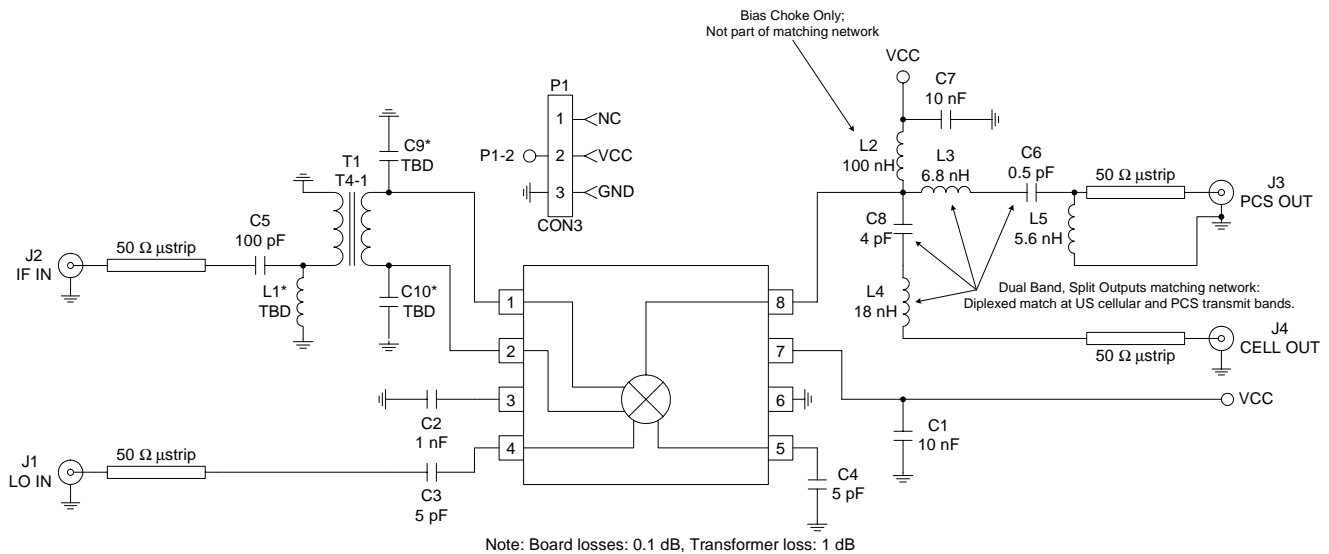 Bias Choke Only;
Not part of matching network
VCC
C7
10 nF
P1
1
NC
P1-2
2
VCC
3
GND
CON3
C9*
TBD
T1
T4-1
L2
100 nH
L3
6.8 nH
C6
0.5 pF
50 Ω µstrip
J3
PCS OUT
L5
5.6 nH
C8
4 pF
C5
100 pF
J2
IF IN
50 Ω µstrip
L1*
TBD
C10*
TBD
L4
18 nH
Dual Band, Split Outputs matching network:
Diplexed match at US cellular and PCS transmit bands.
J4
CELL OUT
50 Ω µstrip
1
8
2
7
3
6
4
5
VCC
C2
1 nF
C1
10 nF
J1
LO IN
50 Ω µstrip
C3
5 pF
C4
5 pF
Note: Board losses: 0.1 dB, Transformer loss: 1 dB